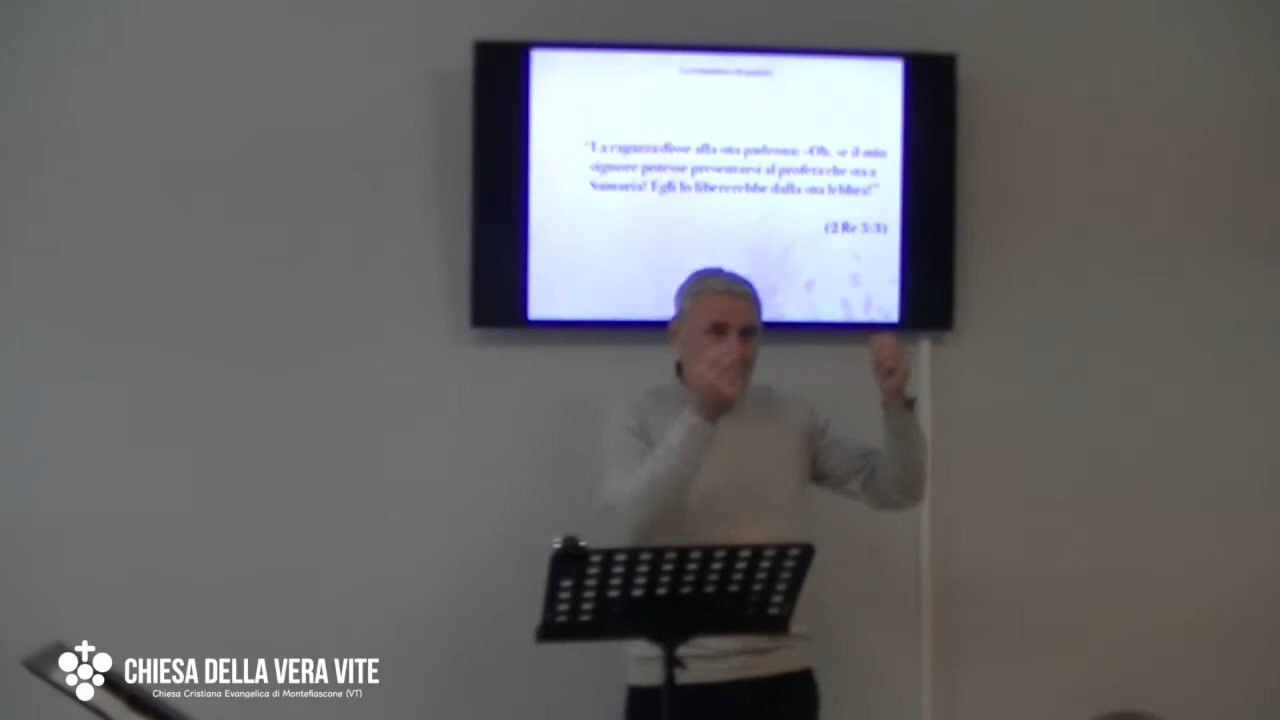 “La ragazza disse alla sua padrona: «Oh, se il mio
signore potesse presentarsi al profeta che sta a
Samaria! Egli lo libererebbe dalla sua lebbra!”
(2 Re 5:3)
CHIESA DELLA VERA VITE
Chiesa Cristiana Evangelica di Montefiascone (VT)